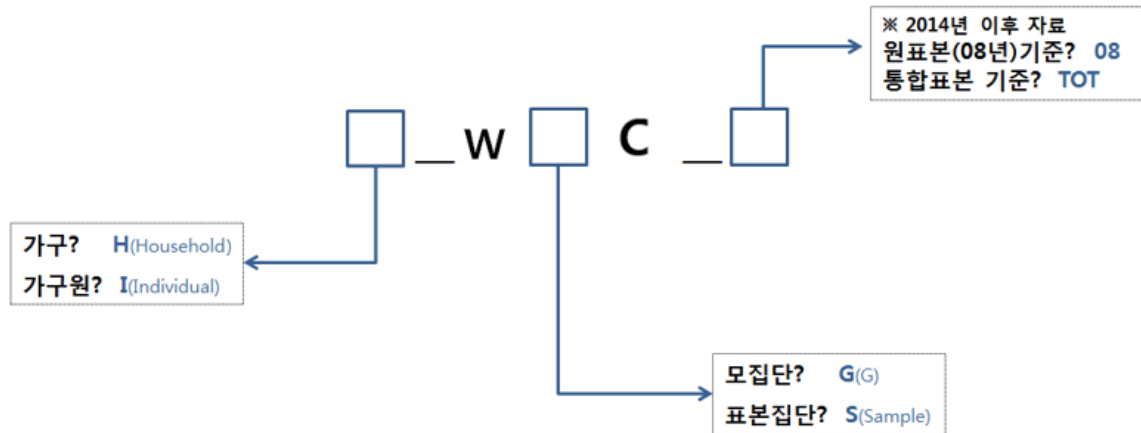 ※ 2014년 이후 자료
원표본(08년)기준? 08
통합표본 기준? TOT
_ w C _
가구? H(Household)
가구원? I(Individual)
모집단? G(G)
표본집단? S(Sample)